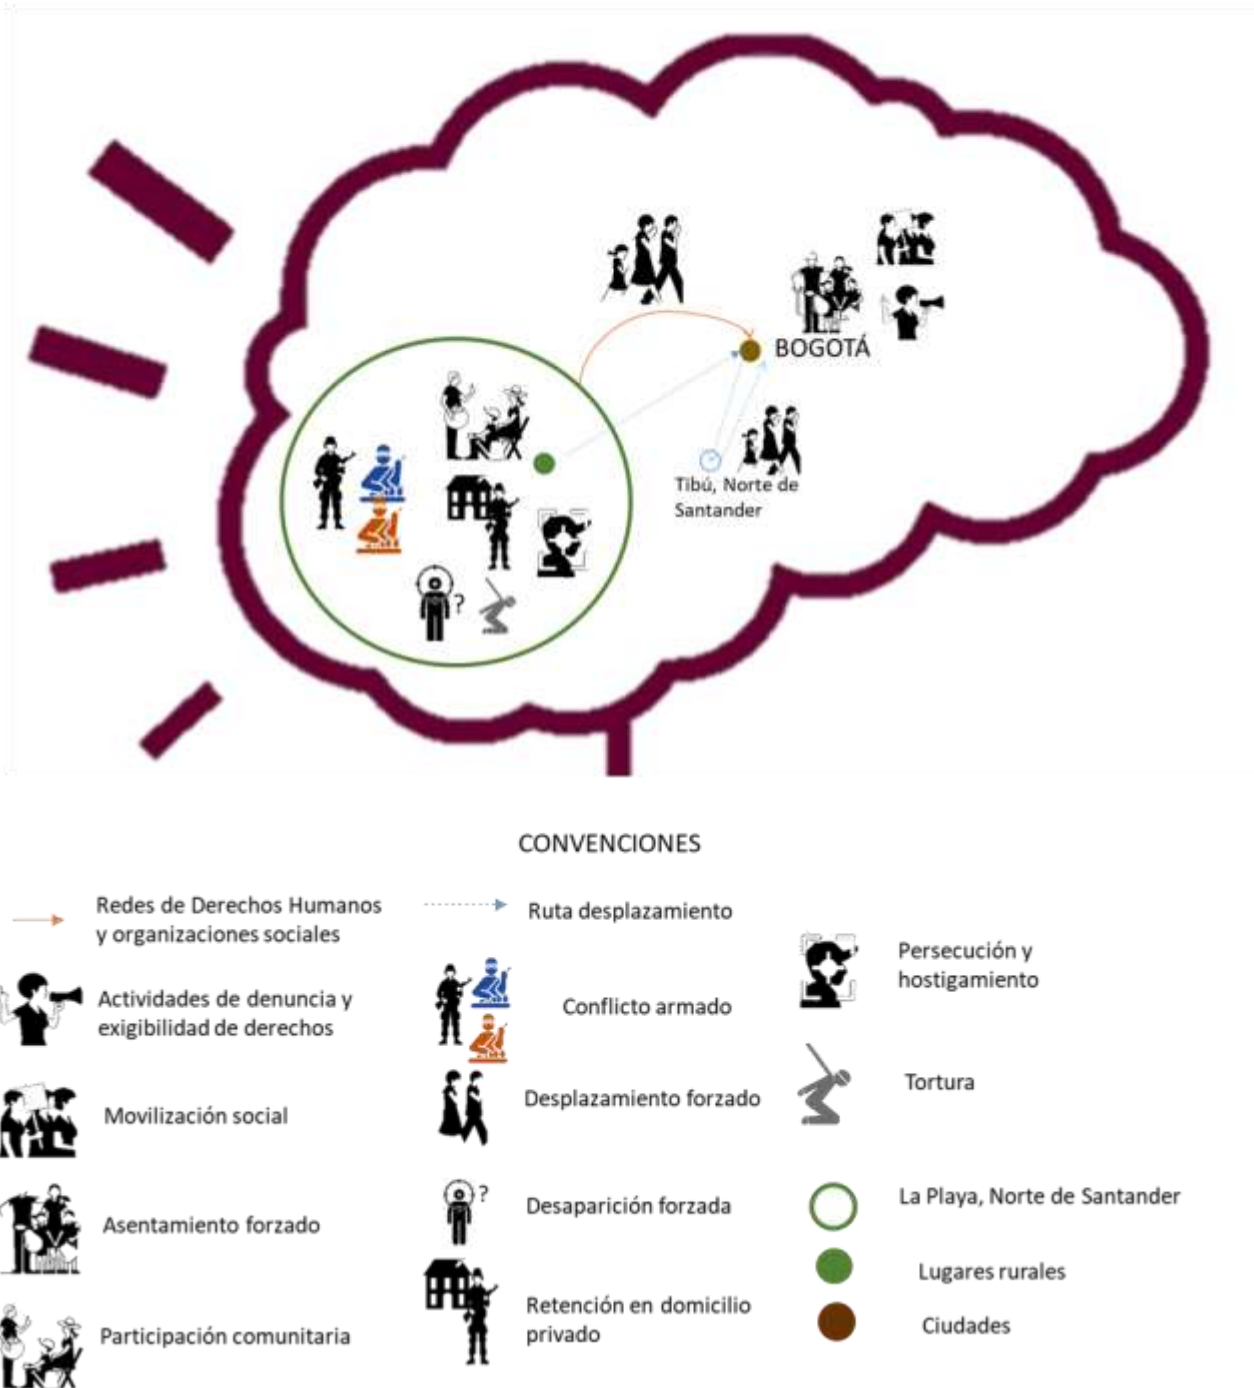 BOGOTÁ
Tibú, Norte de
Santander
?
CONVENCIONES
Redes de Derechos Humanos
y organizaciones sociales
Actividades de denuncia y
exigibilidad de derechos
Movilización social
Asentamiento forzado
Participación comunitaria
Ruta desplazamiento
Conflicto armado
Desplazamiento forzado
?
Desaparición forzada
Retención en domicilio
privado
Persecución y
hostigamiento
Tortura
La Playa, Norte de Santander
Lugares rurales
Ciudades